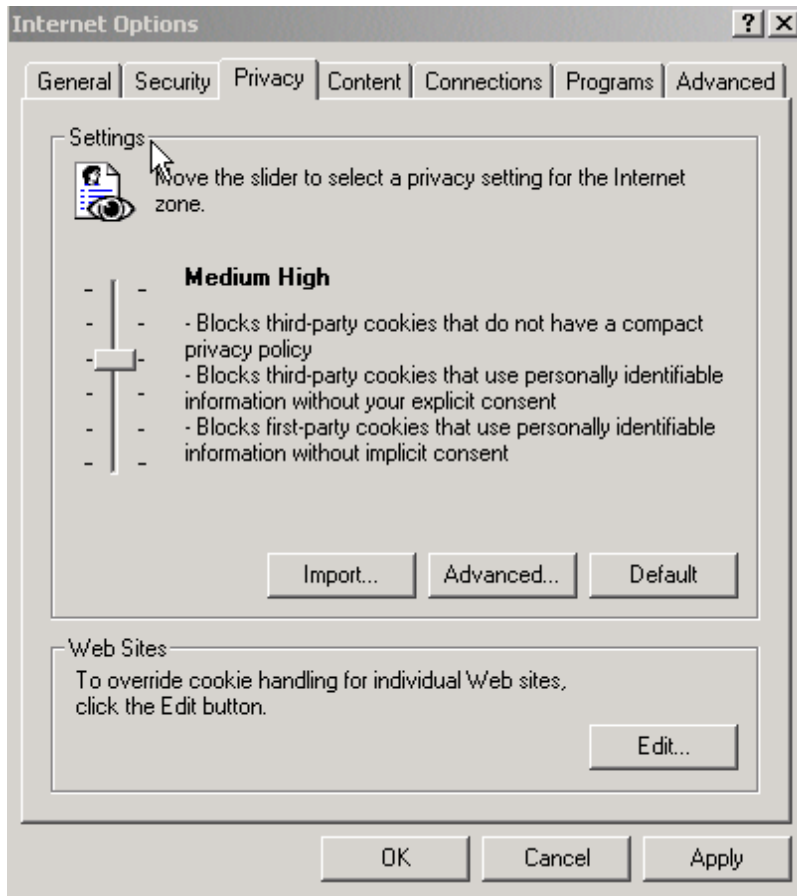 Internet Options
? X
General Security Privacy Content Connections Programs Advanced
Settings
Move the slider to select a privacy setting for the Internet
zone.
Medium High
- Blocks third-party cookies that do not have a compact
privacy policy
- Blocks third-party cookies that use personally identifiable
information without your explicit consent
- Blocks first-party cookies that use personally identifiable
information without implicit consent
Import... Advanced... Default
Web Sites
To override cookie handling for individual Web sites,
click the Edit button.
Edit...
OK Cancel Apply